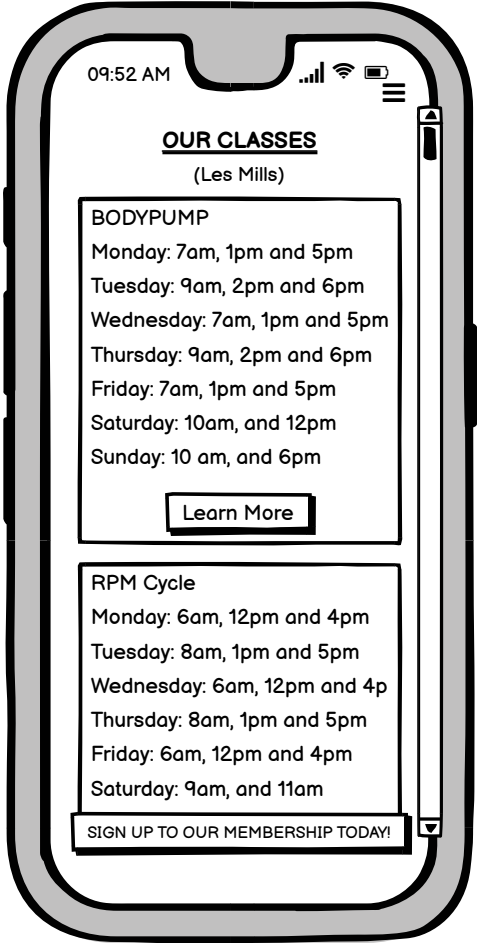 09:52 AM
OUR CLASSES
(Les Mills)
BODYPUMP
Monday: 7am, 1pm and 5pm
Tuesday: 9am, 2pm and 6pm
Wednesday: 7am, 1pm and 5pm
Thursday: 9am, 2pm and 6pm
Friday: 7am, 1pm and 5pm
Saturday: 10am, and 12pm
Sunday: 10 am, and 6pm
Learn More
RPM Cycle
Monday: 6am, 12pm and 4pm
Tuesday: 8am, 1pm and 5pm
Wednesday: 6am, 12pm and 4p
Thursday: 8am, 1pm and 5pm
Friday: 6am, 12pm and 4pm
Saturday: 9am, and 11am
SIGN UP TO OUR MEMBERSHIP TODAY!